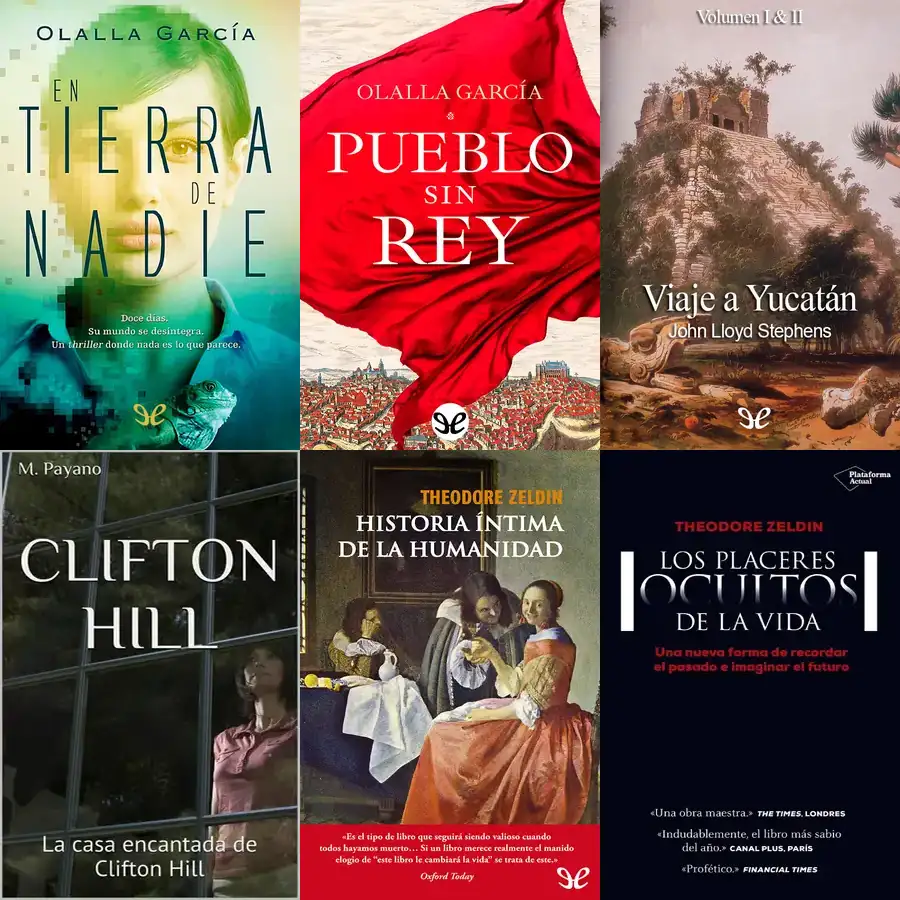 OLALLA GARCÍA
EN
TIERRA
DE
NADIE
Doce días.
Su mundo se desintegra.
Un thriller donde nada es lo que parece.
OLALLA GARCÍA
PUEBLO
SIN
REY
Volumen I & II
Viaje a Yucatán
John Lloyd Stephens
M. Payano
CLIFTON
HILL
La casa encantada de
Clifton Hill
THEODORE ZELDIN
HISTORIA ÍNTIMA
DE LA HUMANIDAD
«Es el tipo de libro que seguirá siendo valioso cuando
todos hayamos muerto... Si un libro merece realmente el manido
elogio de “este libro le cambiará la vida” se trata de este.»
Oxford Today
Plataforma
Actual
THEODORE ZELDIN
LOS PLACERES
OCULTOS
DE LA VIDA
Una nueva forma de recordar
el pasado e imaginar el futuro
«Una obra maestra.» THE TIMES, LONDRES
«Indudablemente, el libro más sabio
del año.» CANAL PLUS, PARÍS
«Profético.» FINANCIAL TIMES